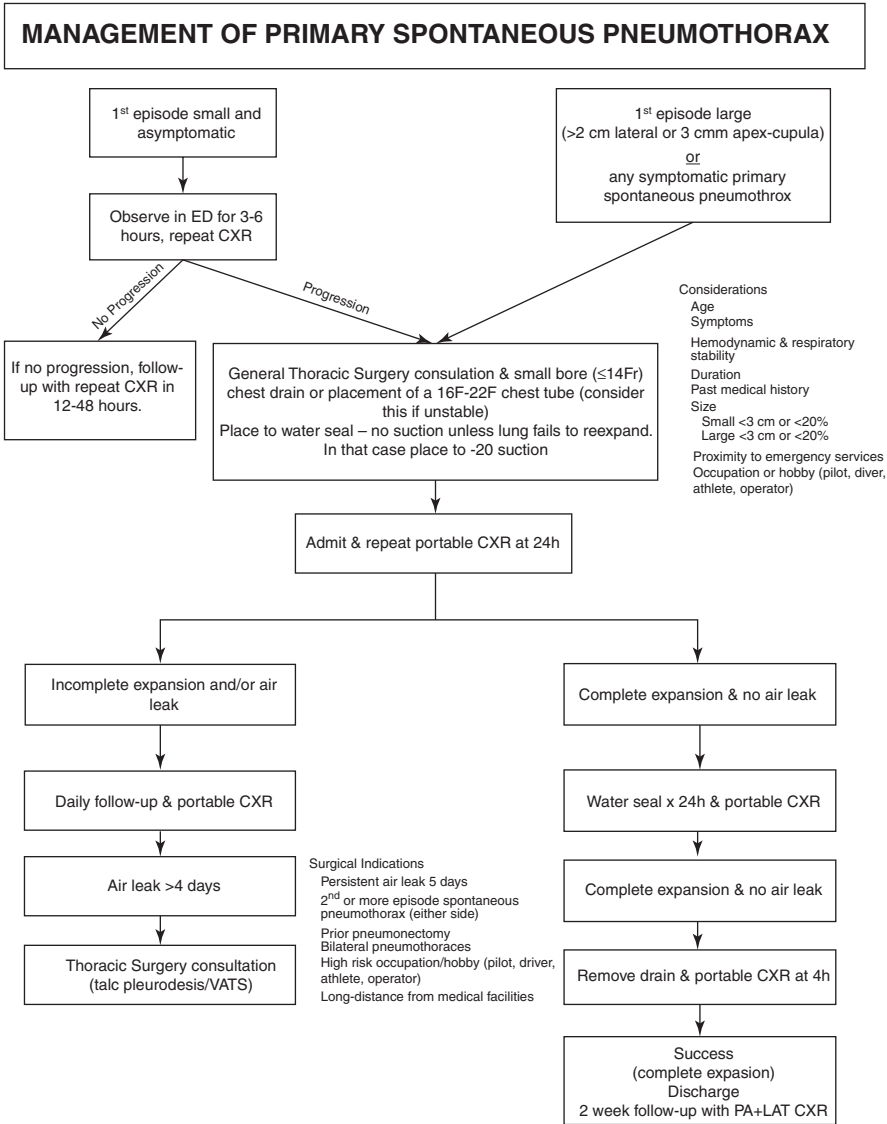 MANAGEMENT OF PRIMARY SPONTANEOUS PNEUMOTHORAX
1st episode small and
asymptomatic
1st episode large
(>2 cm lateral or 3 cmm apex-cupula)
or
any symptomatic primary
spontaneous pneumothrox
Observe in ED for 3-6
hours, repeat CXR
No Progression
Progression
If no progression, follow-
up with repeat CXR in
12-48 hours.
General Thoracic Surgery consulation & small bore (≤14Fr)
chest drain or placement of a 16F-22F chest tube (consider
this if unstable)
Place to water seal – no suction unless lung fails to reexpand.
In that case place to -20 suction
Considerations
Age
Symptoms
Hemodynamic & respiratory
stability
Duration
Past medical history
Size
Small <3 cm or <20%
Large <3 cm or <20%
Proximity to emergency services
Occupation or hobby (pilot, diver,
athlete, operator)
Admit & repeat portable CXR at 24h
Incomplete expansion and/or air
leak
Daily follow-up & portable CXR
Air leak >4 days
Thoracic Surgery consultation
(talc pleurodesis/VATS)
Surgical Indications
Persistent air leak 5 days
2nd or more episode spontaneous
pneumothorax (either side)
Prior pneumonectomy
Bilateral pneumothoraces
High risk occupation/hobby (pilot, driver,
athlete, operator)
Long-distance from medical facilities
Complete expansion & no air leak
Water seal x 24h & portable CXR
Complete expansion & no air leak
Remove drain & portable CXR at 4h
Success
(complete expasion)
Discharge
2 week follow-up with PA+LAT CXR